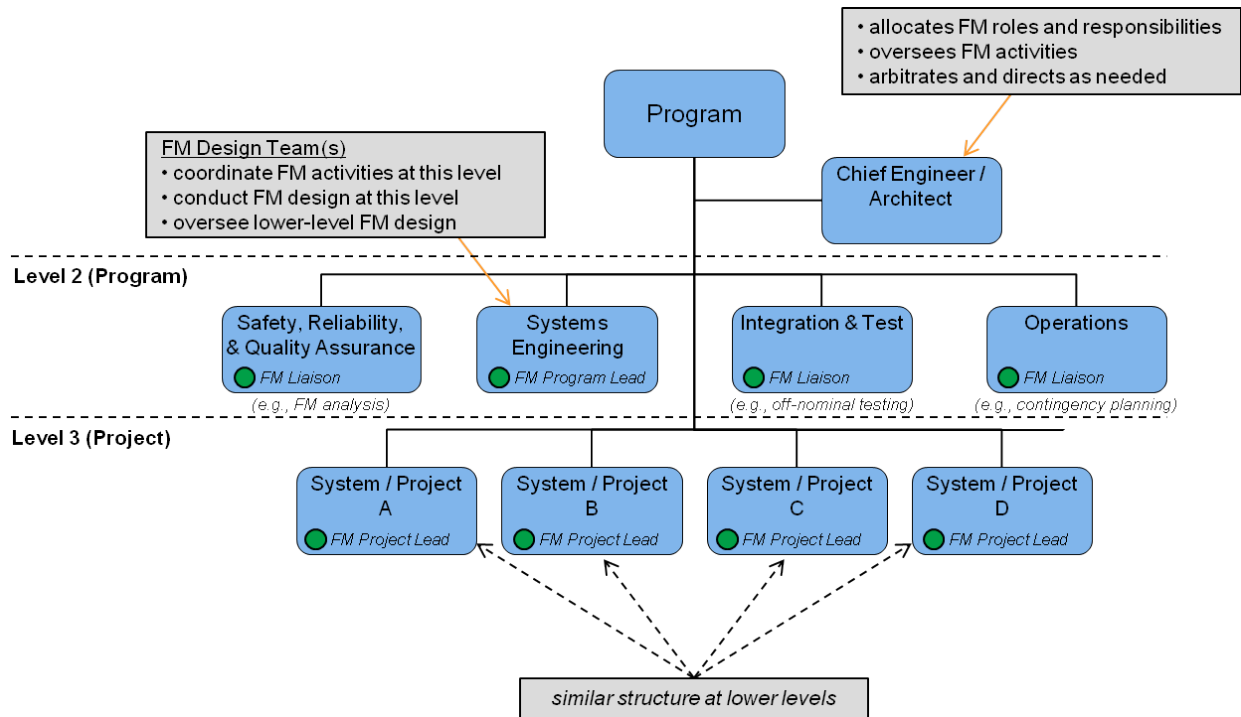 • allocates FM roles and responsibilities
• oversees FM activities
• arbitrates and directs as needed
Program
FM Design Team(s)
• coordinate FM activities at this level
• conduct FM design at this level
• oversee lower-level FM design
Chief Engineer /
Architect
Level 2 (Program)
Safety, Reliability,
& Quality Assurance
FM Liaison
(e.g., FM analysis)
Systems
Engineering
FM Program Lead
Integration & Test
FM Liaison
(e.g., off-nominal testing)
Operations
FM Liaison
(e.g., contingency planning)
Level 3 (Project)
System / Project
A
FM Project Lead
System / Project
B
FM Project Lead
System / Project
C
FM Project Lead
System / Project
D
FM Project Lead
similar structure at lower levels